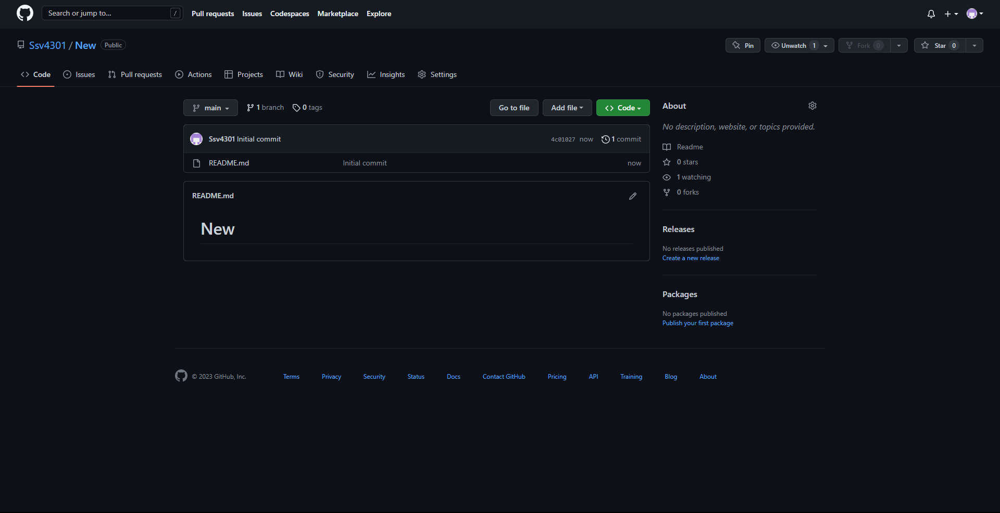 Search or jump to... / Pull requests Issues Codespaces Marketplace Explore
Ssv4301 / New Public Pin Unwatch 1 Fork 0 Star 0
Code Issues Pull requests Actions Projects Wiki Security Insights Settings
main 1 branch 0 tags Go to file Add file Code
Ssv4301 Initial commit 4c01027 now 1 commit
README.md Initial commit now
README.md
New
About
No description, website, or topics provided.
Readme
0 stars
1 watching
0 forks
Releases
No releases published
Create a new release
Packages
No packages published
Publish your first package
© 2023 GitHub, Inc. Terms Privacy Security Status Docs Contact GitHub Pricing API Training Blog About